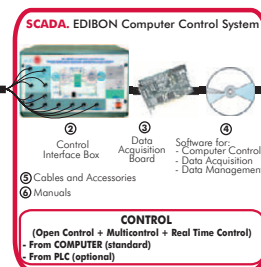 SCADA. EDIBON Computer Control System
②
Control
Interface Box
③
Data
Acquisition
Board
④
Software for:
- Computer Control
- Data Acquisition
- Data Management
⑤ Cables and Accessories
⑥ Manuals
CONTROL
(Open Control + Multicontrol + Real Time Control)
- From COMPUTER (standard)
- From PLC (optional)